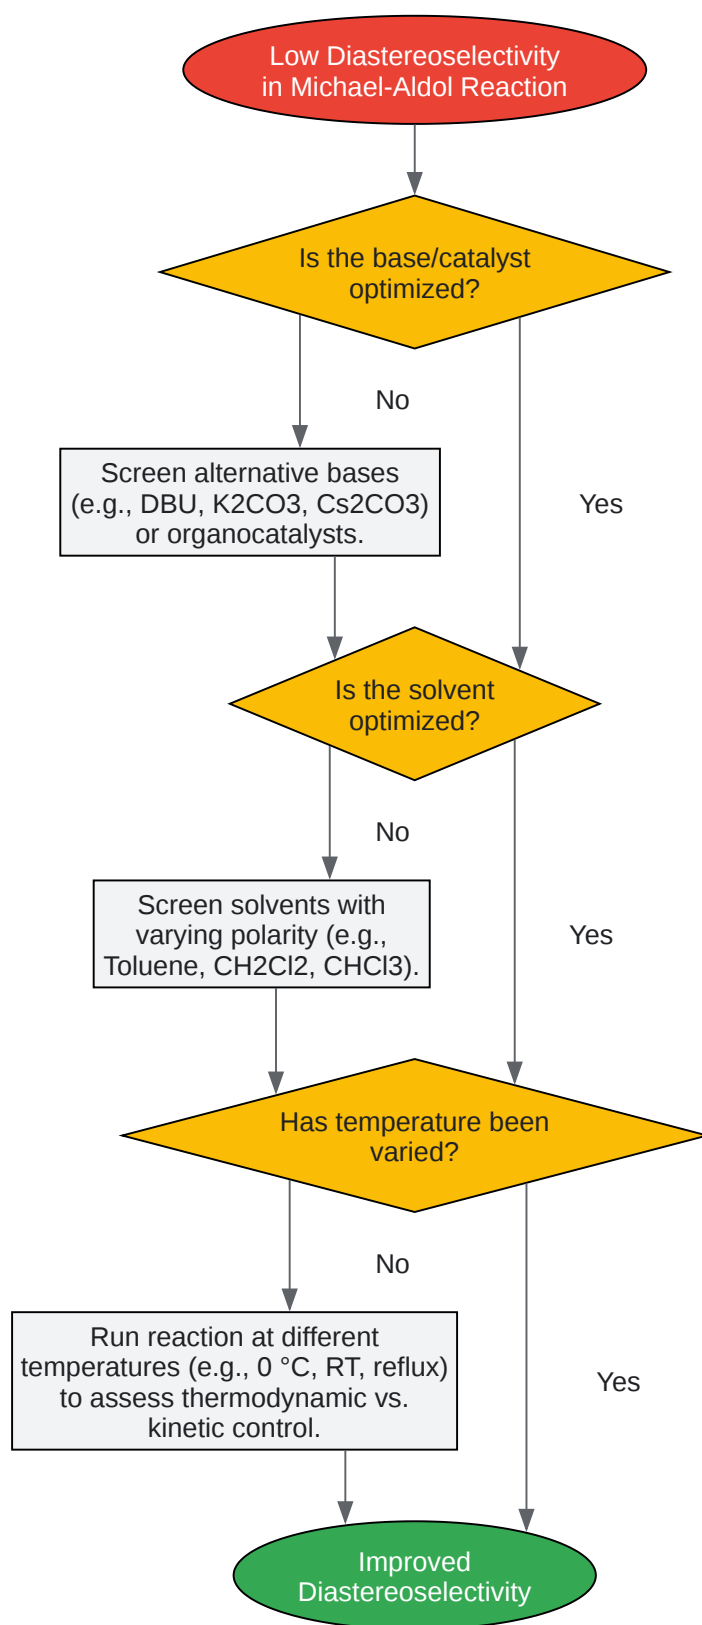 Low Diastereoselectivity
in Michael-Aldol Reaction
Is the base/catalyst
optimized?
No
Screen alternative bases
(e.g., DBU, K2CO3, Cs2CO3)
or organocatalysts.
Yes
Is the solvent
optimized?
No
Screen solvents with
varying polarity (e.g.,
Toluene, CH2Cl2, CHCl3).
Yes
Has temperature been
varied?
No
Run reaction at different
temperatures (e.g., 0 °C, RT, reflux)
to assess thermodynamic vs.
kinetic control.
Yes
Improved
Diastereoselectivity